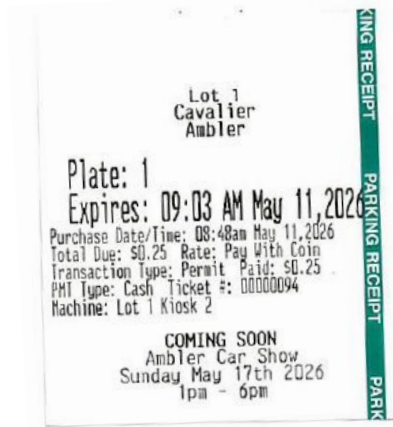 Lot 1
Cavalier
Ambler
Plate: 1
Expires: 09:03 AM May 11,2026
Purchase Date/Time: 08:48am May 11,2026
Total Due: $0.25 Rate: Pay With Coin
Transaction Type: Permit Paid: $0.25
PMT Type: Cash Ticket #: 00000094
Machine: Lot 1 Kiosk 2
COMING SOON
Ambler Car Show
Sunday May 17th 2026
1pm - 6pm
KING RECEIPT
PARKING RECEIPT
PARK